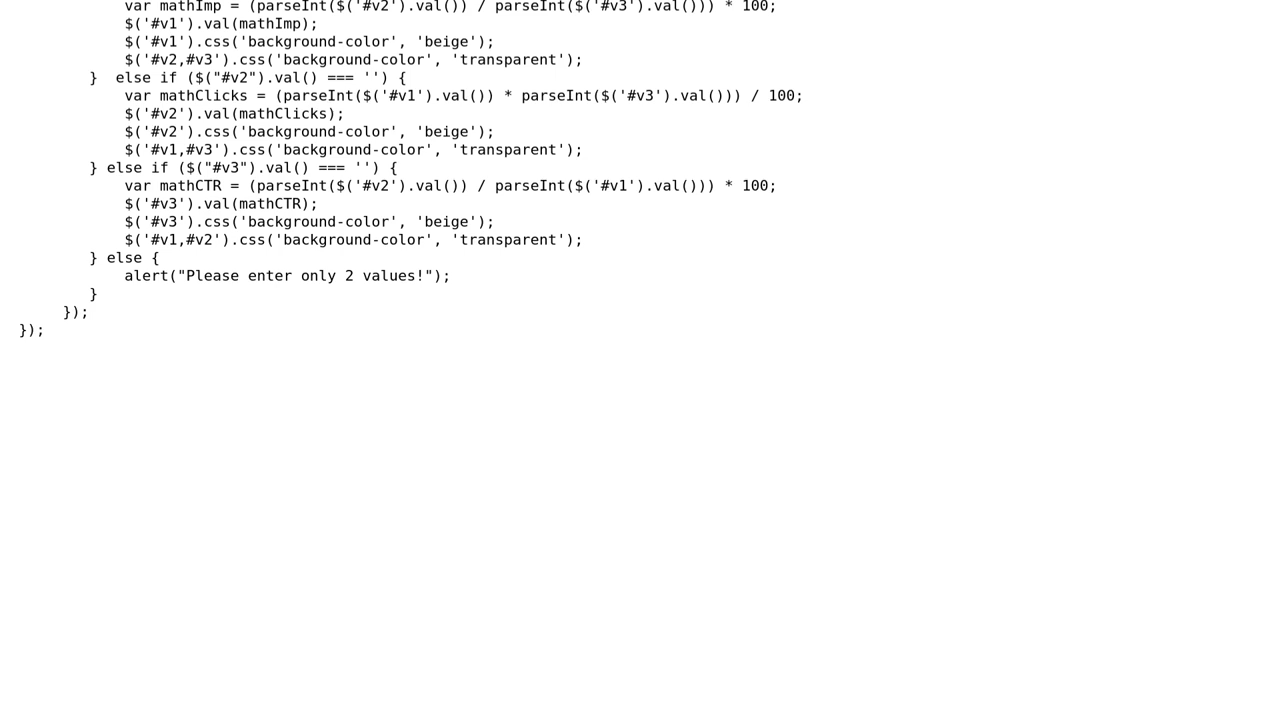 var mathImp = (parseInt($('#v2').val()) / parseInt($('#v3').val())) * 100;
$('#v1').val(mathImp);
$('#v1').css('background-color', 'beige');
$('#v2,#v3').css('background-color', 'transparent');
}  else if ($("#v2").val() === '') {
var mathClicks = (parseInt($('#v1').val()) * parseInt($('#v3').val())) / 100;
$('#v2').val(mathClicks);
$('#v2').css('background-color', 'beige');
$('#v1,#v3').css('background-color', 'transparent');
} else if ($("#v3").val() === '') {
var mathCTR = (parseInt($('#v2').val()) / parseInt($('#v1').val())) * 100;
$('#v3').val(mathCTR);
$('#v3').css('background-color', 'beige');
$('#v1,#v2').css('background-color', 'transparent');
} else {
alert("Please enter only 2 values!");
}
});
});